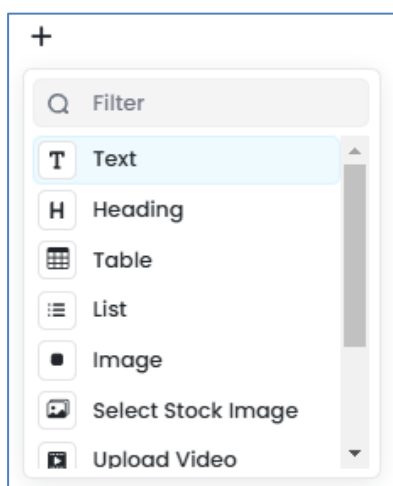 +
Filter
T Text
H Heading
Table
List
Image
Select Stock Image
Upload Video